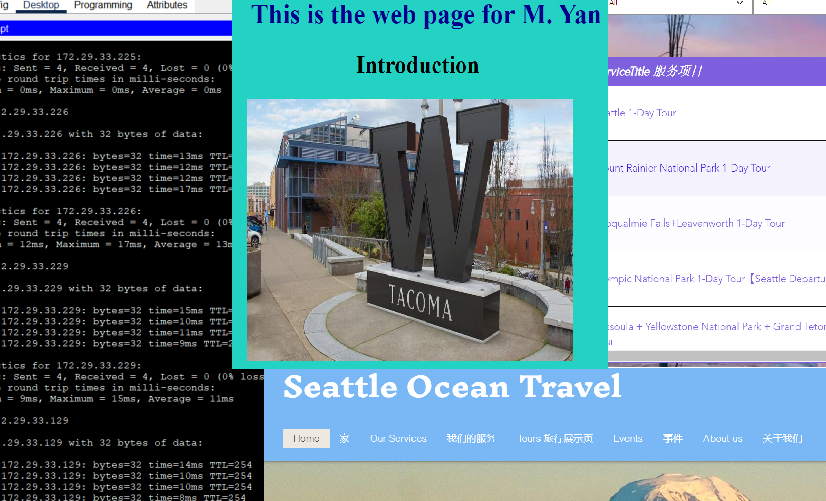 Desktop Programming Attributes
ctics for 172.29.33.225:
: Sent = 4, Received = 4, Lost = 0 (0%
round trip times in milli-seconds:
= 0ms, Maximum = 0ms, Average = 0ms
2.29.33.226
.29.33.226 with 32 bytes of data:
172.29.33.226: bytes=32 time=13ms TTL=
172.29.33.226: bytes=32 time=12ms TTL=
172.29.33.226: bytes=32 time=12ms TTL=
172.29.33.226: bytes=32 time=17ms TTL=
tics for 172.29.33.226:
: Sent = 4, Received = 4, Lost = 0 (0%
round trip times in milli-seconds:
= 12ms, Maximum = 17ms, Average = 13m
2.29.33.229
.29.33.229 with 32 bytes of data:
172.29.33.229: bytes=32 time=15ms TTL=
172.29.33.229: bytes=32 time=10ms TTL=
172.29.33.229: bytes=32 time=11ms TTL=
172.29.33.229: bytes=32 time=9ms TTL=2
tics for 172.29.33.229:
: Sent = 4, Received = 4, Lost = 0 (0% loss
round trip times in milli-seconds:
= 9ms, Maximum = 15ms, Average = 11ms
2.29.33.129
.29.33.129 with 32 bytes of data:
172.29.33.129: bytes=32 time=14ms TTL=254
172.29.33.129: bytes=32 time=10ms TTL=254
172.29.33.129: bytes=32 time=10ms TTL=254
172.29.33.129: bytes=32 time=8ms TTL=254
This is the web page for M. Yan
Introduction
W
TACOMA
All
erviceTitle 服务项目
attle 1-Day Tour
ount Rainier National Park 1-Day Tour
oqualmie Falls+Leavenworth 1-Day Tour
mpic National Park 1-Day Tour【Seattle Departu
ssoula + Yellowstone National Park + Grand Teton
ur
Seattle Ocean Travel
Home 家 Our Services 我们的服务 Tours 旅行展示页 Events 事件 About us 关于我们